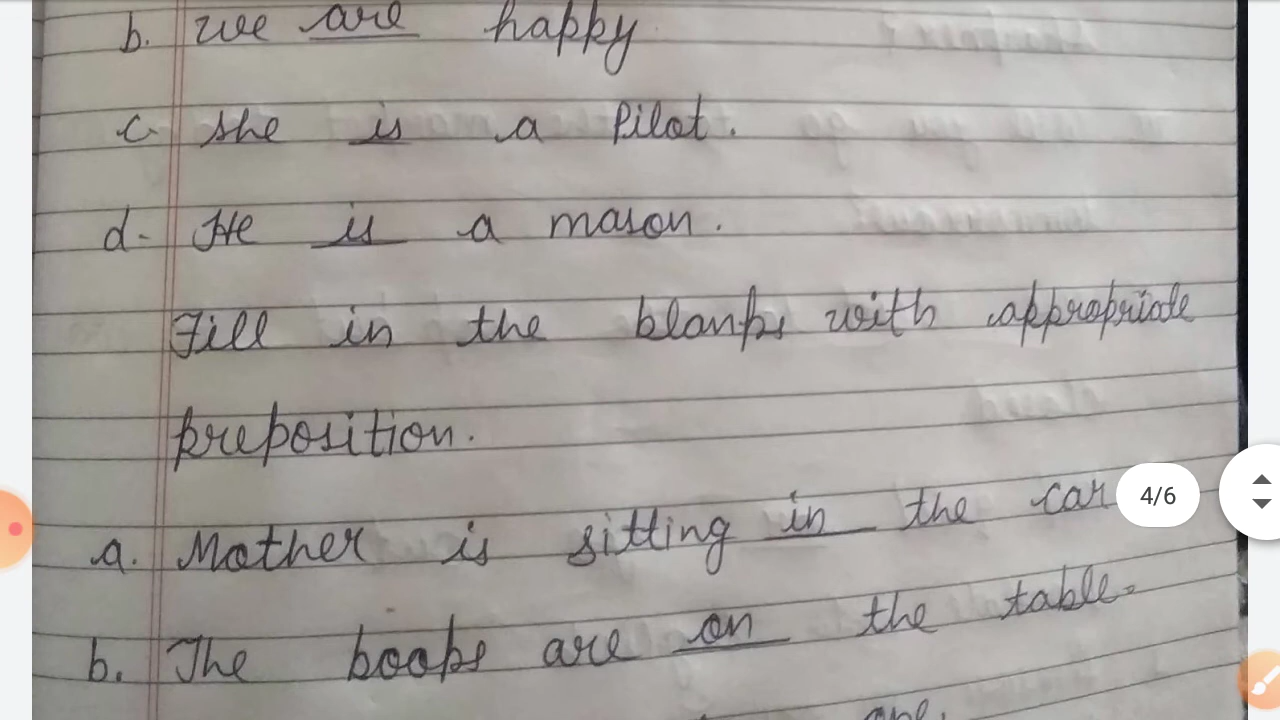 b. we are happy
c. She is a Pilot.
d. He is a mason.
Fill in the blanks with appropriate
preposition.
a. Mother is sitting in the car
4/6
b. The books are on the table.